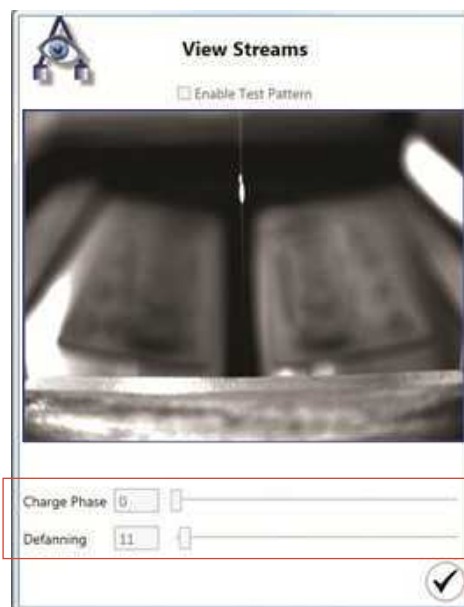 View Streams
Enable Test Pattern
Charge Phase 0
Defanning 11